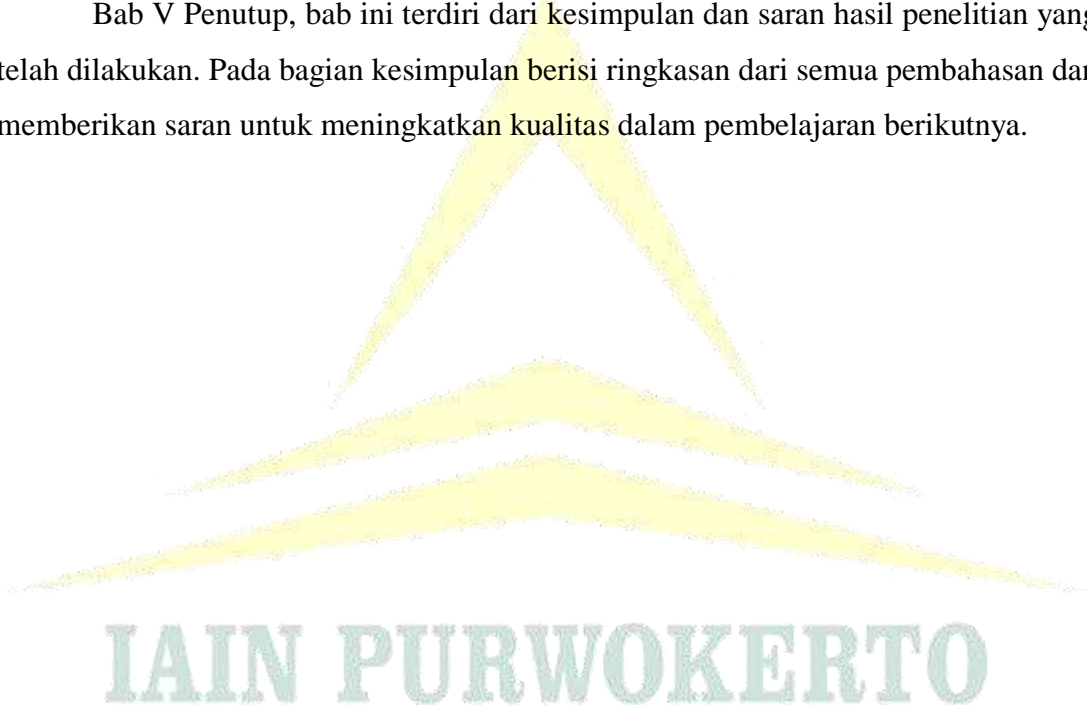 Bab V Penutup, bab ini terdiri dari kesimpulan dan saran hasil penelitian yang
telah dilakukan. Pada bagian kesimpulan berisi ringkasan dari semua pembahasan dan
memberikan saran untuk meningkatkan kualitas dalam pembelajaran berikutnya.
IAIN PURWOKERTO